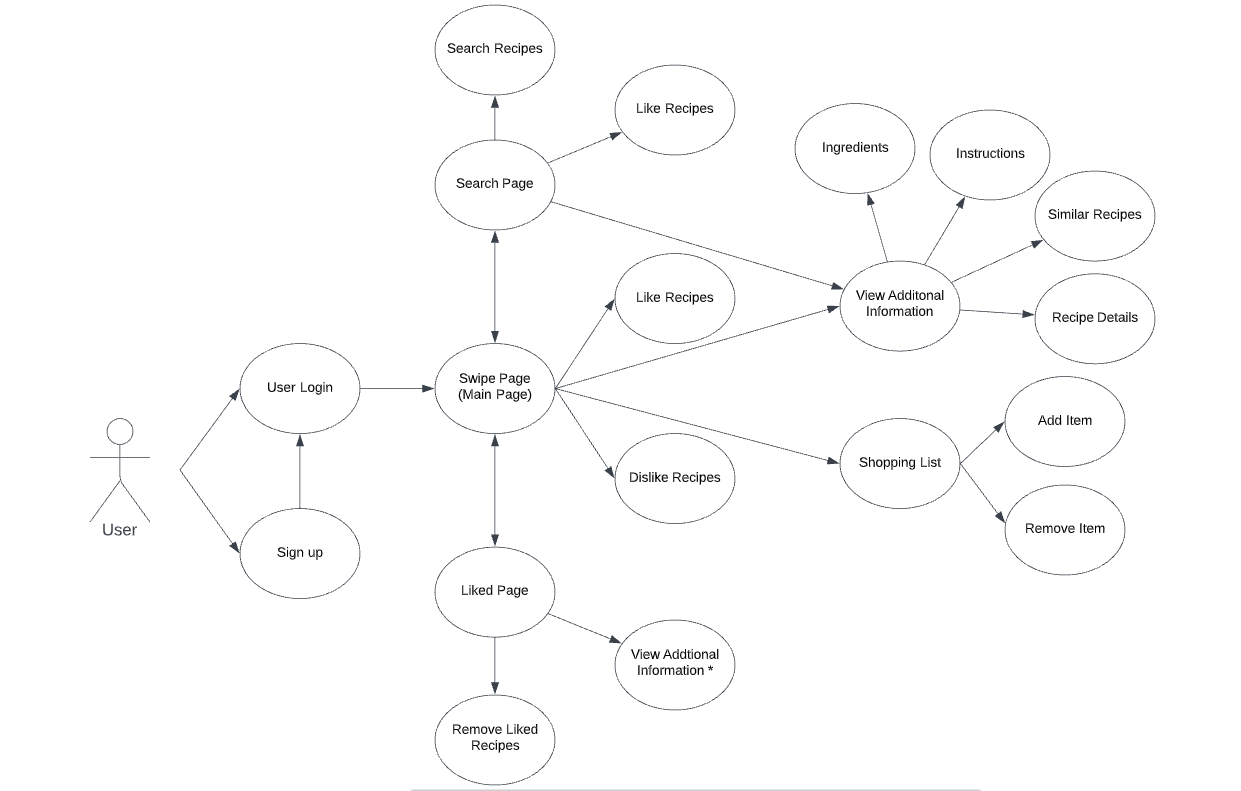 Search Recipes
Like Recipes
Ingredients
Instructions
Search Page
Similar Recipes
Like Recipes
View Additonal
Information
Recipe Details
User Login
Swipe Page
(Main Page)
Add Item
Shopping List
Dislike Recipes
Remove Item
User
Sign up
Liked Page
View Addtional
Information *
Remove Liked
Recipes